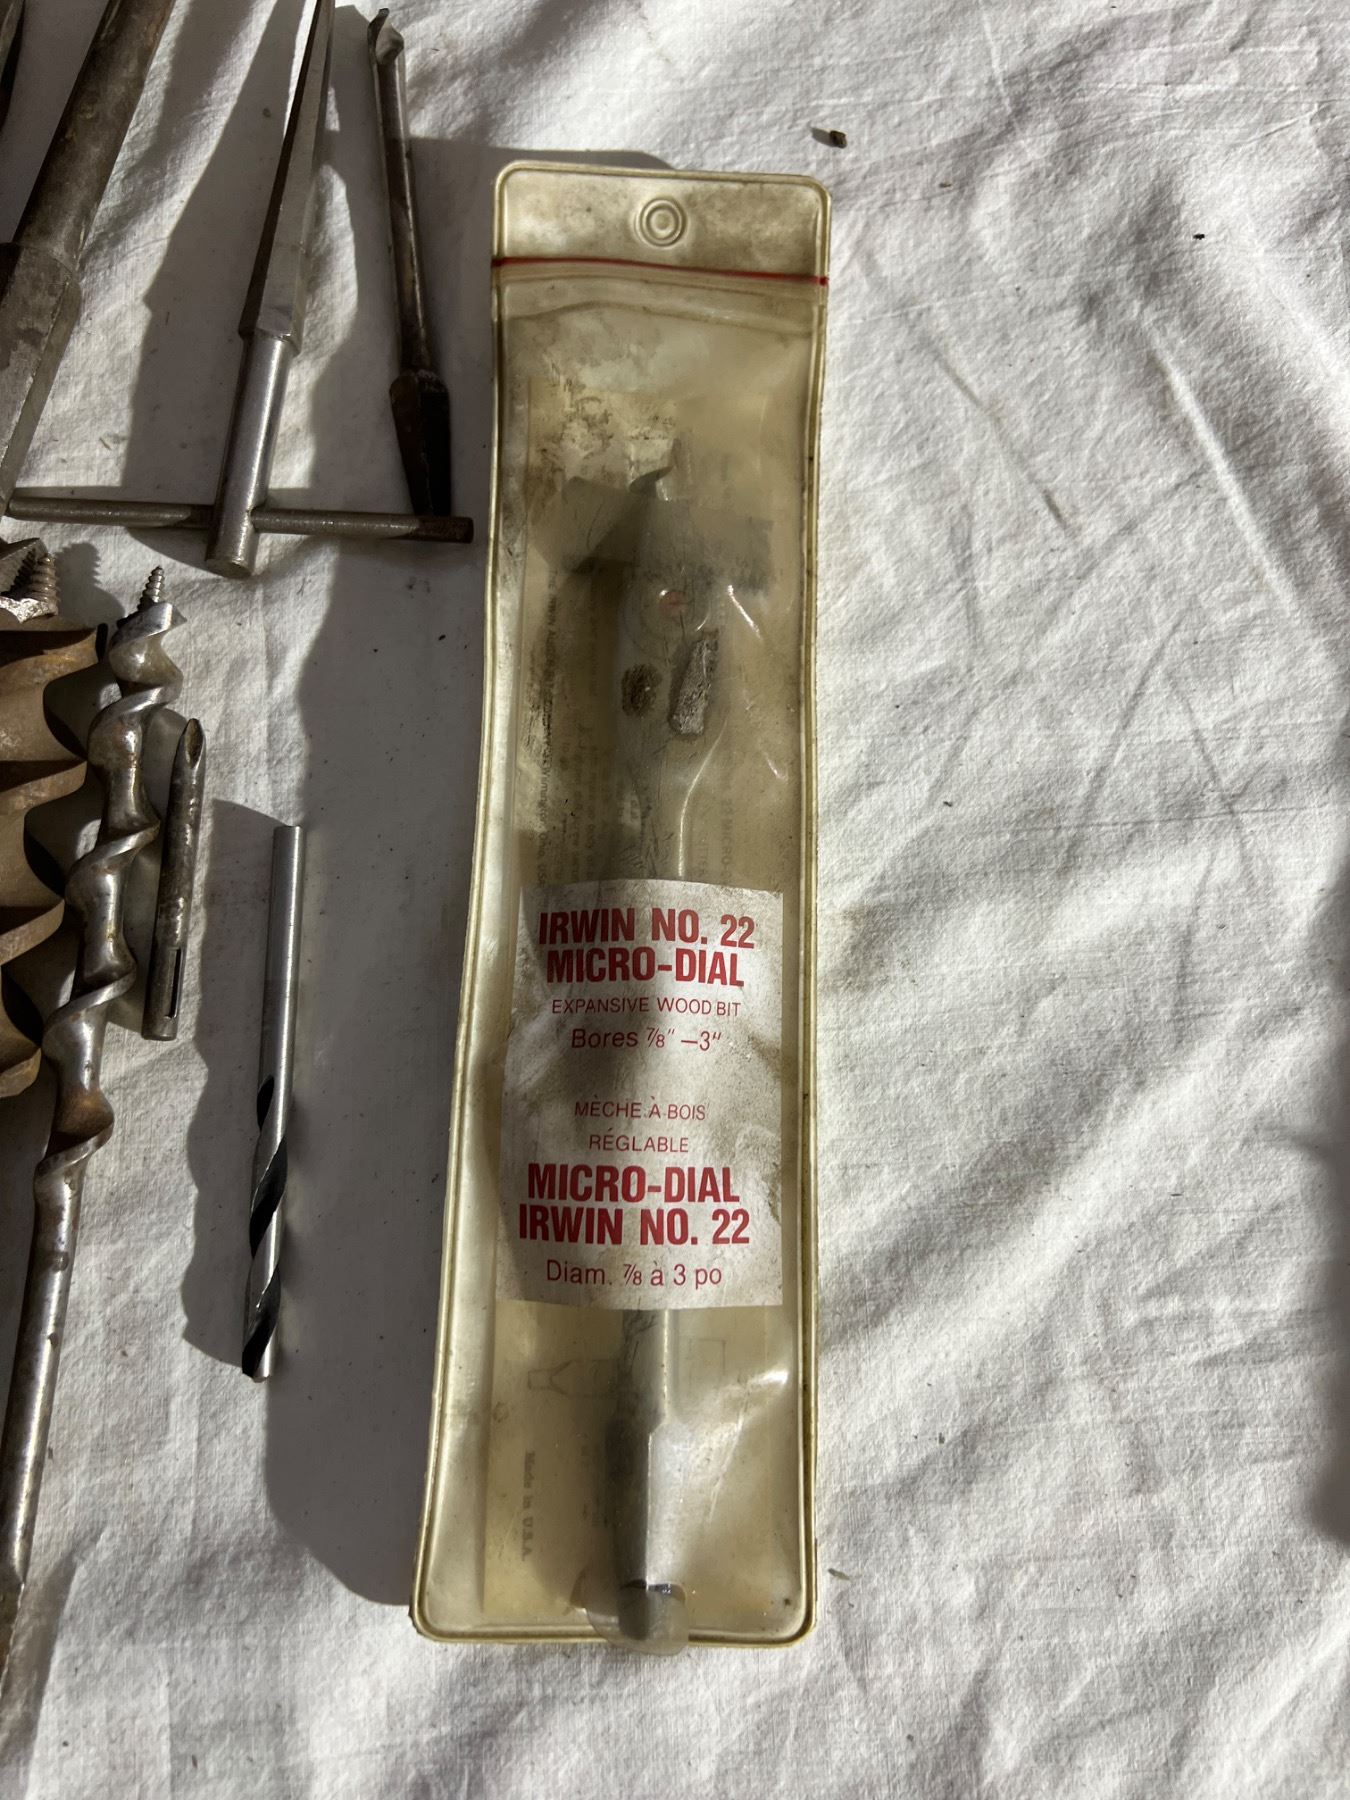 IRWIN NO. 22
MICRO-DIAL
EXPANSIVE WOOD BIT
Bores ⅞" – 3"
MÈCHE À BOIS
RÉGLABLE
MICRO-DIAL
IRWIN NO. 22
Diam. ⅞ à 3 po
Made in U.S.A.